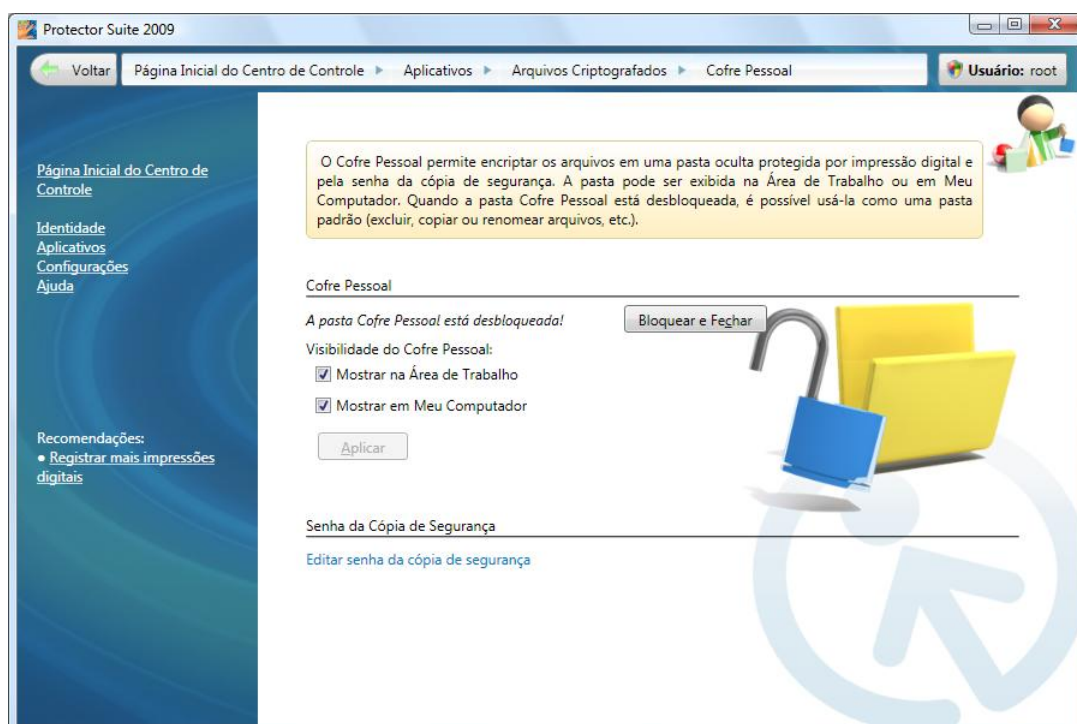 Protector Suite 2009
Voltar Página Inicial do Centro de Controle Aplicativos Arquivos Criptografados Cofre Pessoal Usuário: root
Página Inicial do Centro de
Controle
Identidade
Aplicativos
Configurações
Ajuda
Recomendações:
• Registrar mais impressões
digitais
O Cofre Pessoal permite encriptar os arquivos em uma pasta oculta protegida por impressão digital e
pela senha da cópia de segurança. A pasta pode ser exibida na Área de Trabalho ou em Meu
Computador. Quando a pasta Cofre Pessoal está desbloqueada, é possível usá-la como uma pasta
padrão (excluir, copiar ou renomear arquivos, etc.).
Cofre Pessoal
A pasta Cofre Pessoal está desbloqueada! Bloquear e Fechar
Visibilidade do Cofre Pessoal:
Mostrar na Área de Trabalho
Mostrar em Meu Computador
Aplicar
Senha da Cópia de Segurança
Editar senha da cópia de segurança